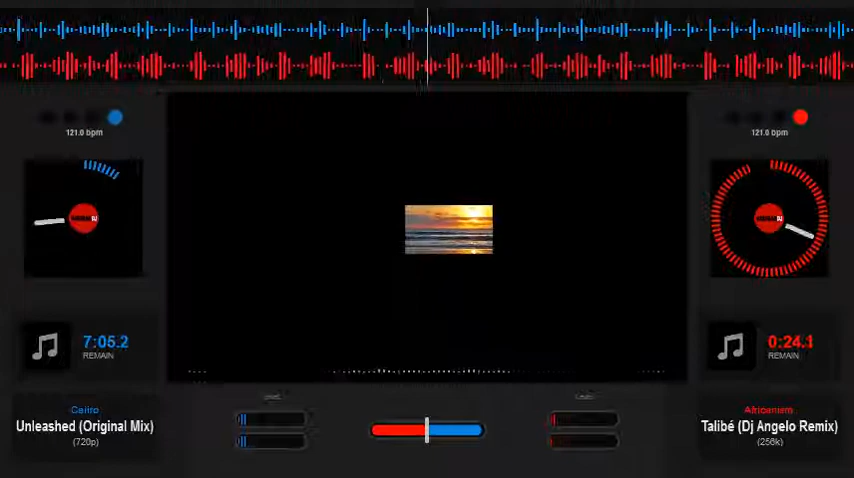 121.0 bpm
121.0 bpm
7:05.2
REMAIN
0:24.1
REMAIN
Unleashed (Original Mix)
(720p)
Africanism
Talibé (Dj Angelo Remix)
(256k)